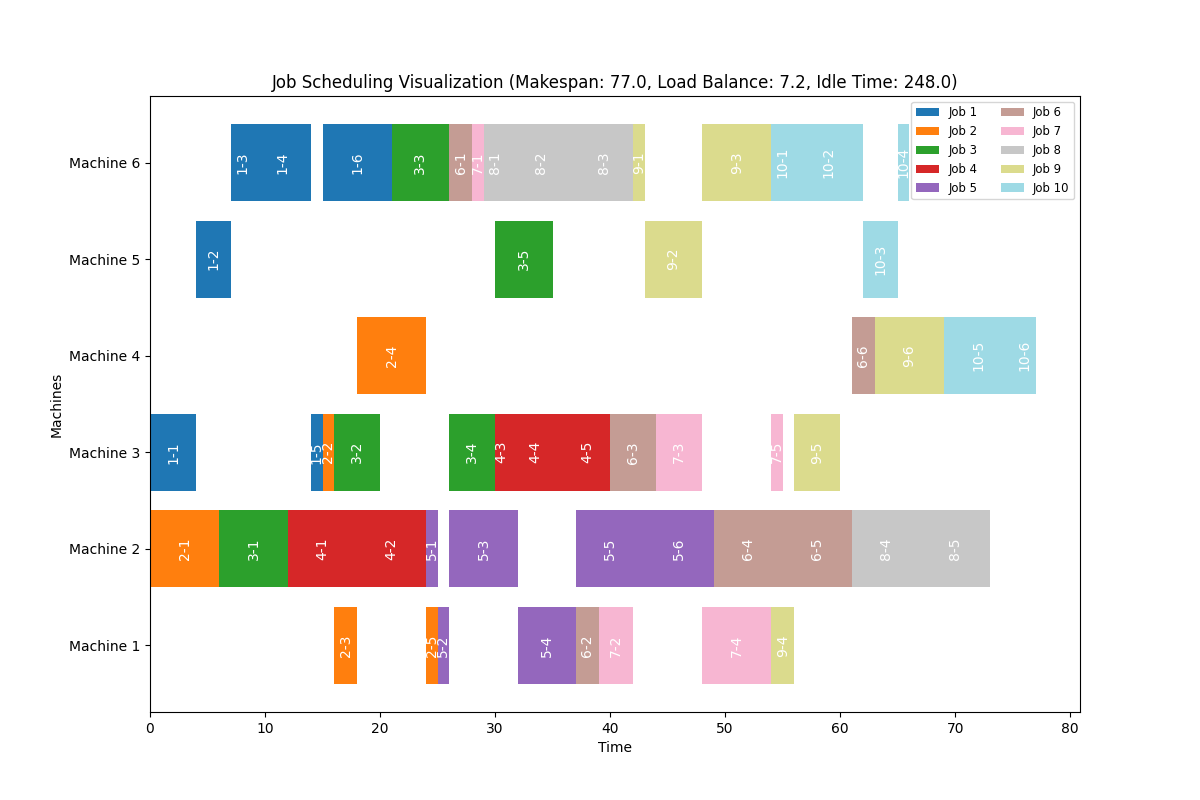 Job Scheduling Visualization (Makespan: 77.0, Load Balance: 7.2, Idle Time: 248.0)
Job 1
Job 2
Job 3
Job 4
Job 5
Job 6
Job 7
Job 8
Job 9
Job 10
Machines
Machine 6
1-3
1-4
1-6
3-3
6-1
7-1
8-1
8-2
8-3
9-1
9-3
10-1
10-2
10-4
Machine 5
1-2
3-5
9-2
10-3
Machine 4
2-4
6-6
9-6
10-5
10-6
Machine 3
1-1
1-5
2-2
3-2
3-4
4-3
4-4
4-5
6-3
7-3
7-5
9-5
Machine 2
2-1
3-1
4-1
4-2
5-1
5-3
5-5
5-6
6-4
6-5
8-4
8-5
Machine 1
2-3
2-5
5-2
5-4
6-2
7-2
7-4
9-4
0 10 20 30 40 50 60 70 80
Time